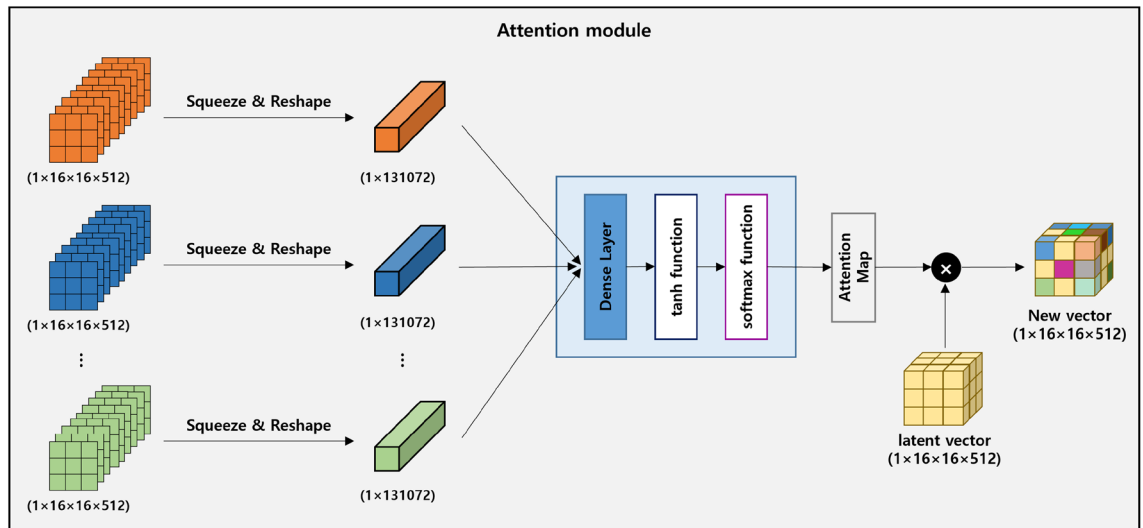 Attention module
Squeeze & Reshape
(1×16×16×512)
(1×131072)
Squeeze & Reshape
(1×16×16×512)
(1×131072)
⋮
⋮
Squeeze & Reshape
(1×16×16×512)
(1×131072)
Dense Layer
tanh function
softmax function
Attention
Map
×
New vector
(1×16×16×512)
latent vector
(1×16×16×512)